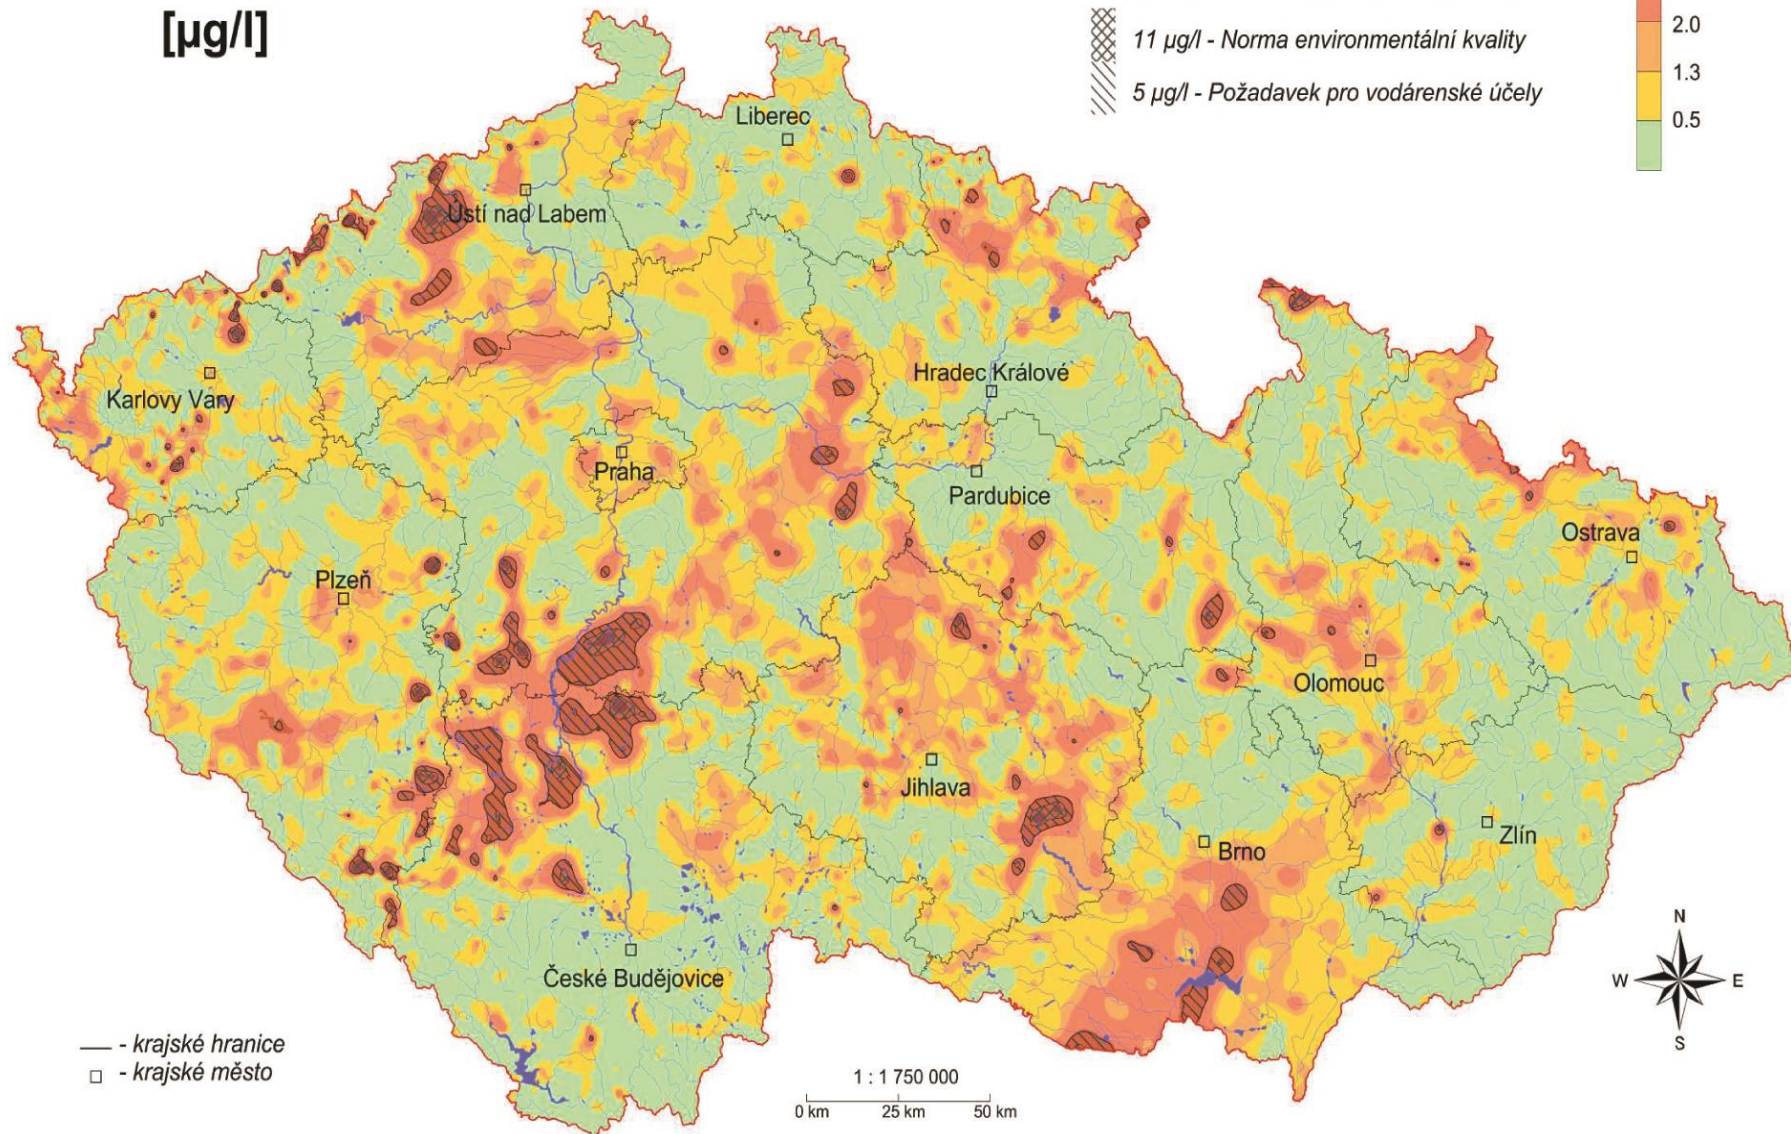 [µg/l]
11 µg/l - Norma environmentální kvality
5 µg/l - Požadavek pro vodárenské účely
2.0
1.3
0.5
Liberec
Ústí nad Labem
Hradec Králové
Karlovy Vary
Praha
Pardubice
Ostrava
Plzeň
Olomouc
Jihlava
Zlín
Brno
České Budějovice
N
W
E
S
- krajské hranice
- krajské město
1 : 1 750 000
0 km 25 km 50 km